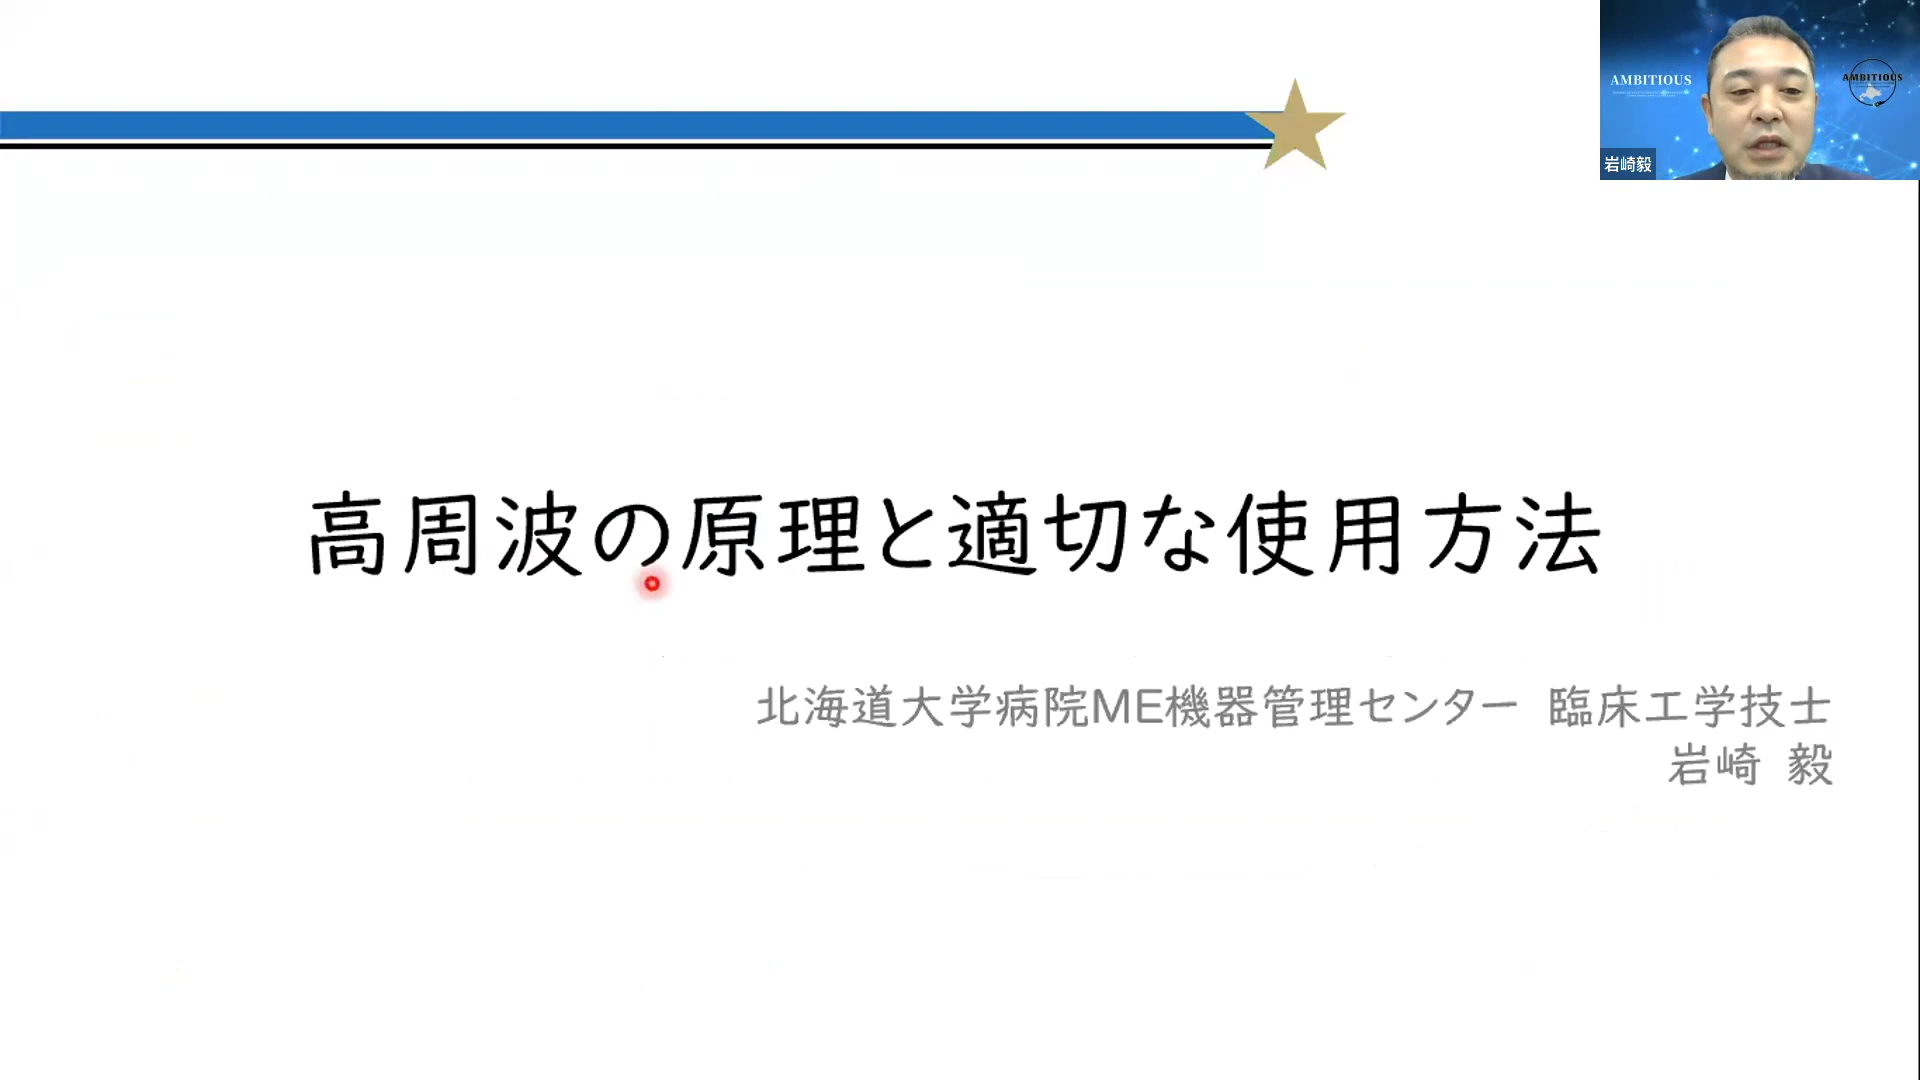 AMBITIOUS
AMBITIOUS
岩崎毅
高周波の原理と適切な使用方法
北海道大学病院ME機器管理センター 臨床工学技士
岩崎 毅